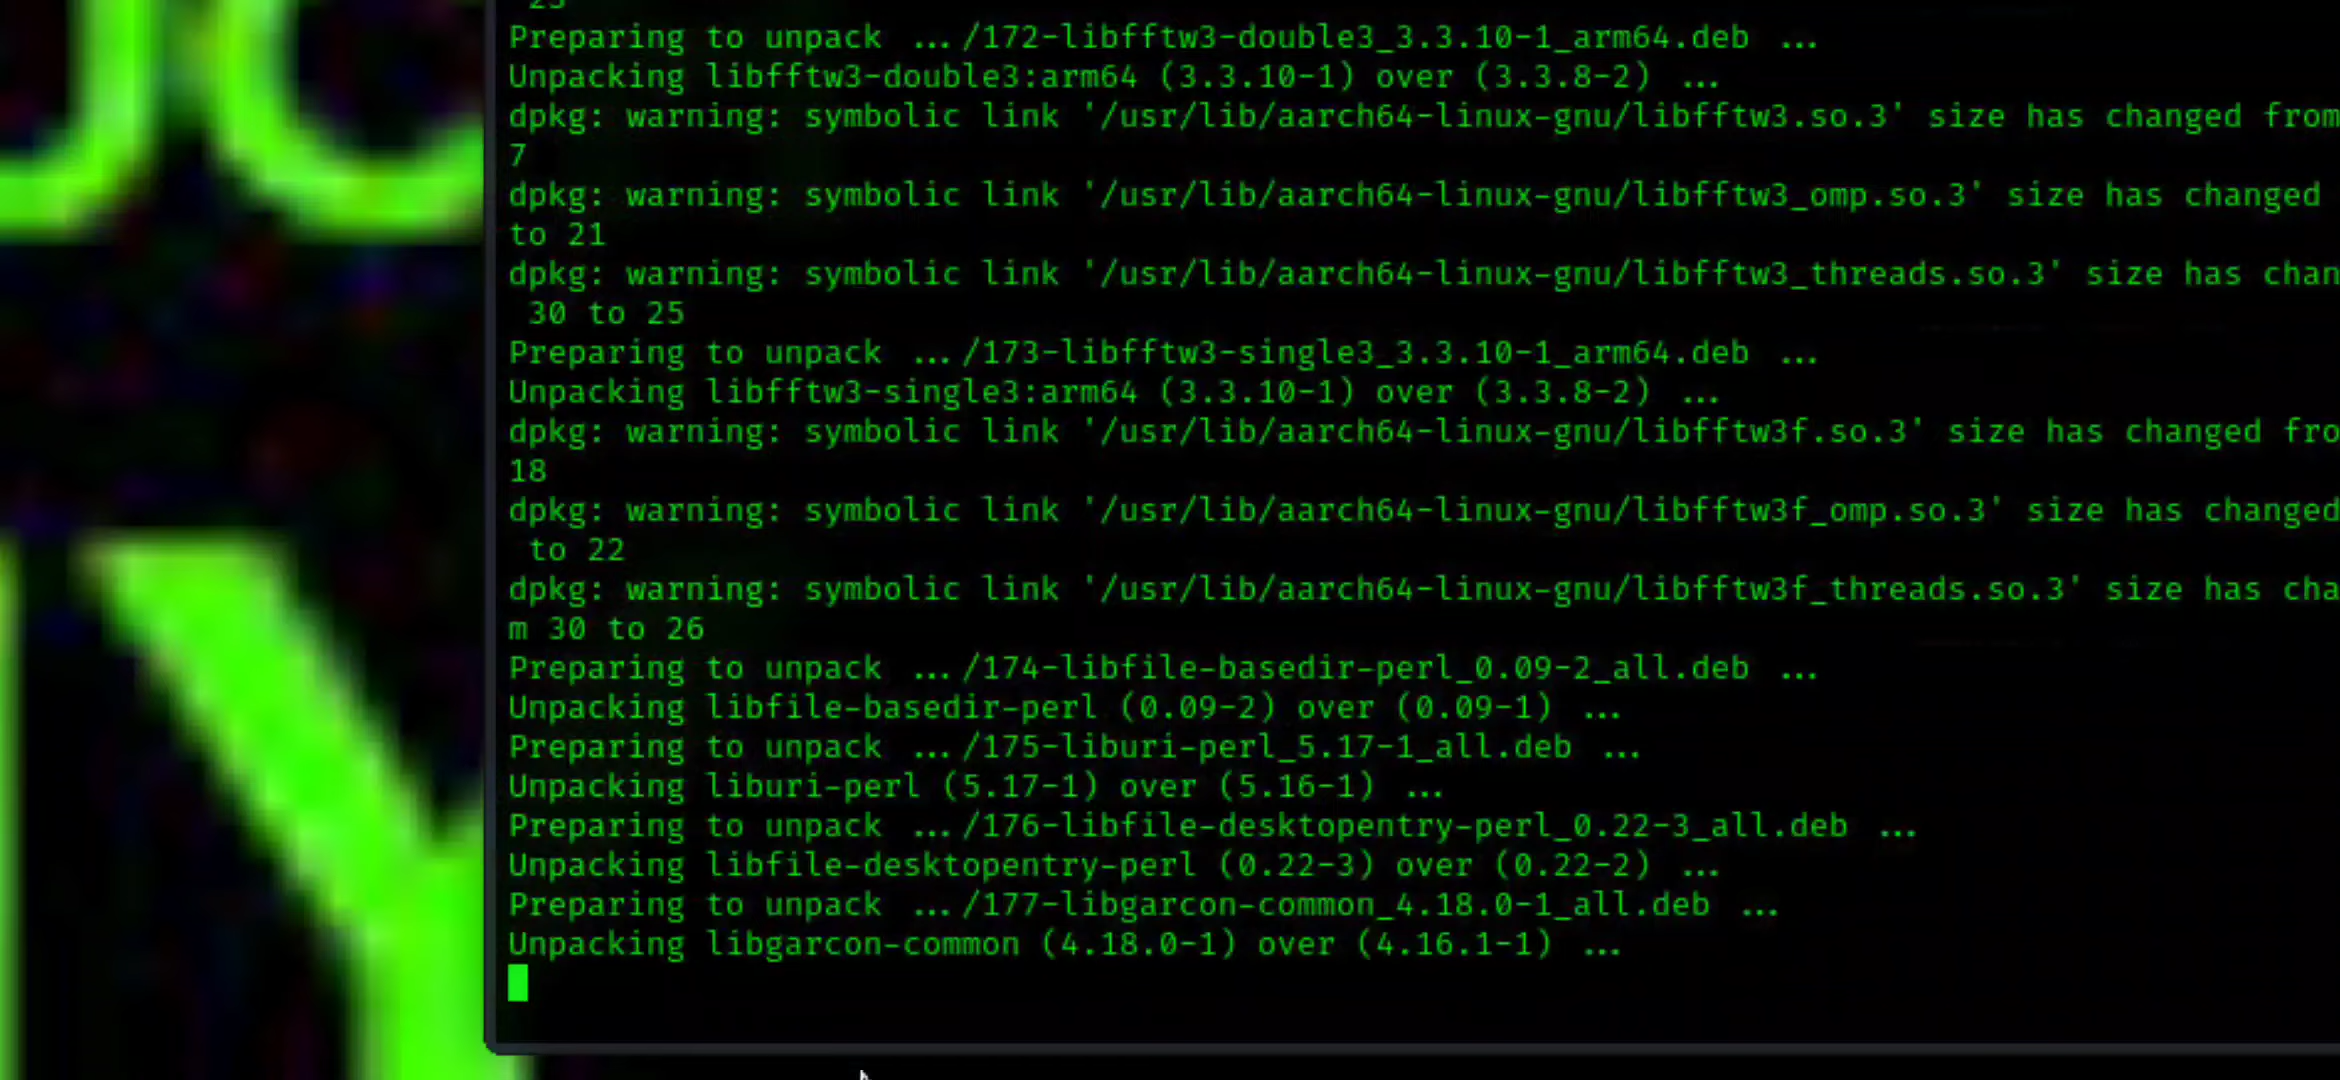 25
Preparing to unpack .../172-libfftw3-double3_3.3.10-1_arm64.deb ...
Unpacking libfftw3-double3:arm64 (3.3.10-1) over (3.3.8-2) ...
dpkg: warning: symbolic link '/usr/lib/aarch64-linux-gnu/libfftw3.so.3' size has changed from
7
dpkg: warning: symbolic link '/usr/lib/aarch64-linux-gnu/libfftw3_omp.so.3' size has changed
to 21
dpkg: warning: symbolic link '/usr/lib/aarch64-linux-gnu/libfftw3_threads.so.3' size has chan
 30 to 25
Preparing to unpack .../173-libfftw3-single3_3.3.10-1_arm64.deb ...
Unpacking libfftw3-single3:arm64 (3.3.10-1) over (3.3.8-2) ...
dpkg: warning: symbolic link '/usr/lib/aarch64-linux-gnu/libfftw3f.so.3' size has changed fro
18
dpkg: warning: symbolic link '/usr/lib/aarch64-linux-gnu/libfftw3f_omp.so.3' size has changed
 to 22
dpkg: warning: symbolic link '/usr/lib/aarch64-linux-gnu/libfftw3f_threads.so.3' size has cha
m 30 to 26
Preparing to unpack .../174-libfile-basedir-perl_0.09-2_all.deb ...
Unpacking libfile-basedir-perl (0.09-2) over (0.09-1) ...
Preparing to unpack .../175-liburi-perl_5.17-1_all.deb ...
Unpacking liburi-perl (5.17-1) over (5.16-1) ...
Preparing to unpack .../176-libfile-desktopentry-perl_0.22-3_all.deb ...
Unpacking libfile-desktopentry-perl (0.22-3) over (0.22-2) ...
Preparing to unpack .../177-libgarcon-common_4.18.0-1_all.deb ...
Unpacking libgarcon-common (4.18.0-1) over (4.16.1-1) ...